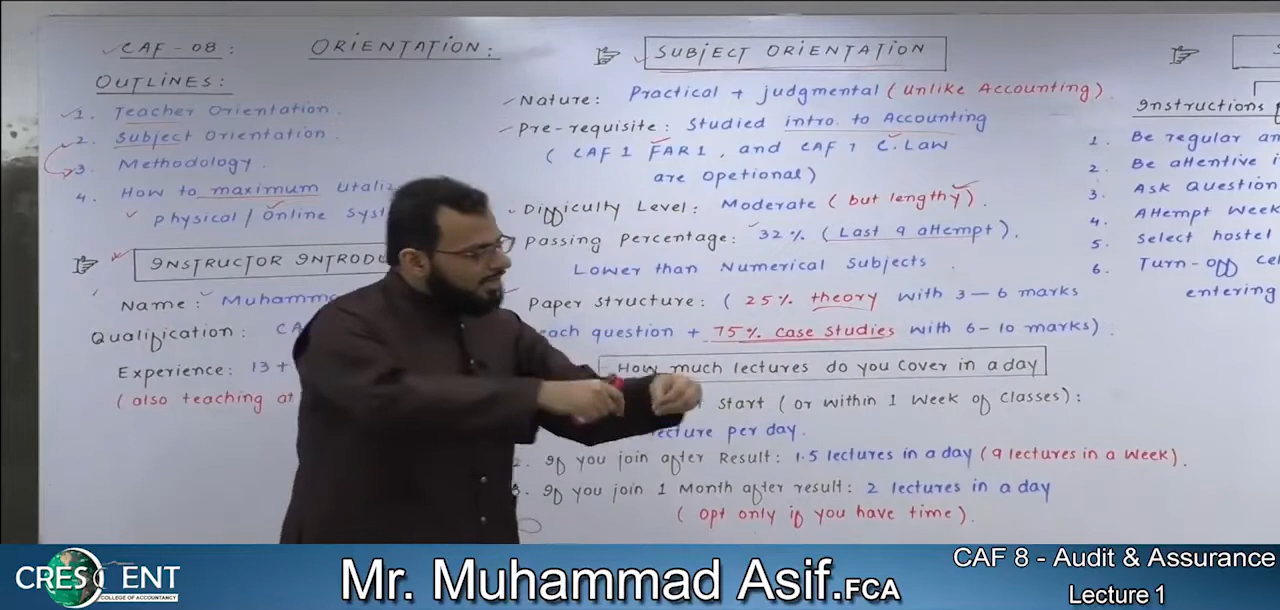 CAF - 08 :
ORIENTATION :
OUTLINES :
1. Teacher Orientation.
2. Subject Orientation.
3. Methodology.
4. How to maximum utaliz
Physical / Online Syst
INSTRUCTOR INTRODU
Name : Muhamm
Qualification : CA
Experience : 13 +
( also teaching at
SUBJECT ORIENTATION
Nature : Practical + judgmental ( unlike Accounting )
Pre-requisite : Studied intro. to Accounting
( CAF 1 FAR 1 , and CAF 7 C. Law
are opetional )
Difficulty Level : Moderate ( but lengthy ) .
Passing Percentage : 32 % ( Last 9 attempt ) .
Lower than Numerical Subjects .
Paper Structure : ( 25 % theory with 3 - 6 marks
each question + 75 % Case Studies with 6 - 10 marks ) .
How much lectures do you cover in a day
start ( or within 1 week of classes ) :
lecture per day.
2. If you join after Result : 1.5 lectures in a day ( 9 lectures in a week ) .
3. If you join 1 Month after result : 2 lectures in a day
( opt only if you have time ) .
Instructions
1. Be regular an
2. Be attentive i
3. Ask Question
4. Attempt Week
5. Select hostel
6. Turn-off cel
entering
CRESCENT
COLLEGE OF ACCOUNTANCY
Mr. Muhammad Asif.FCA
CAF 8 - Audit & Assurance
Lecture 1